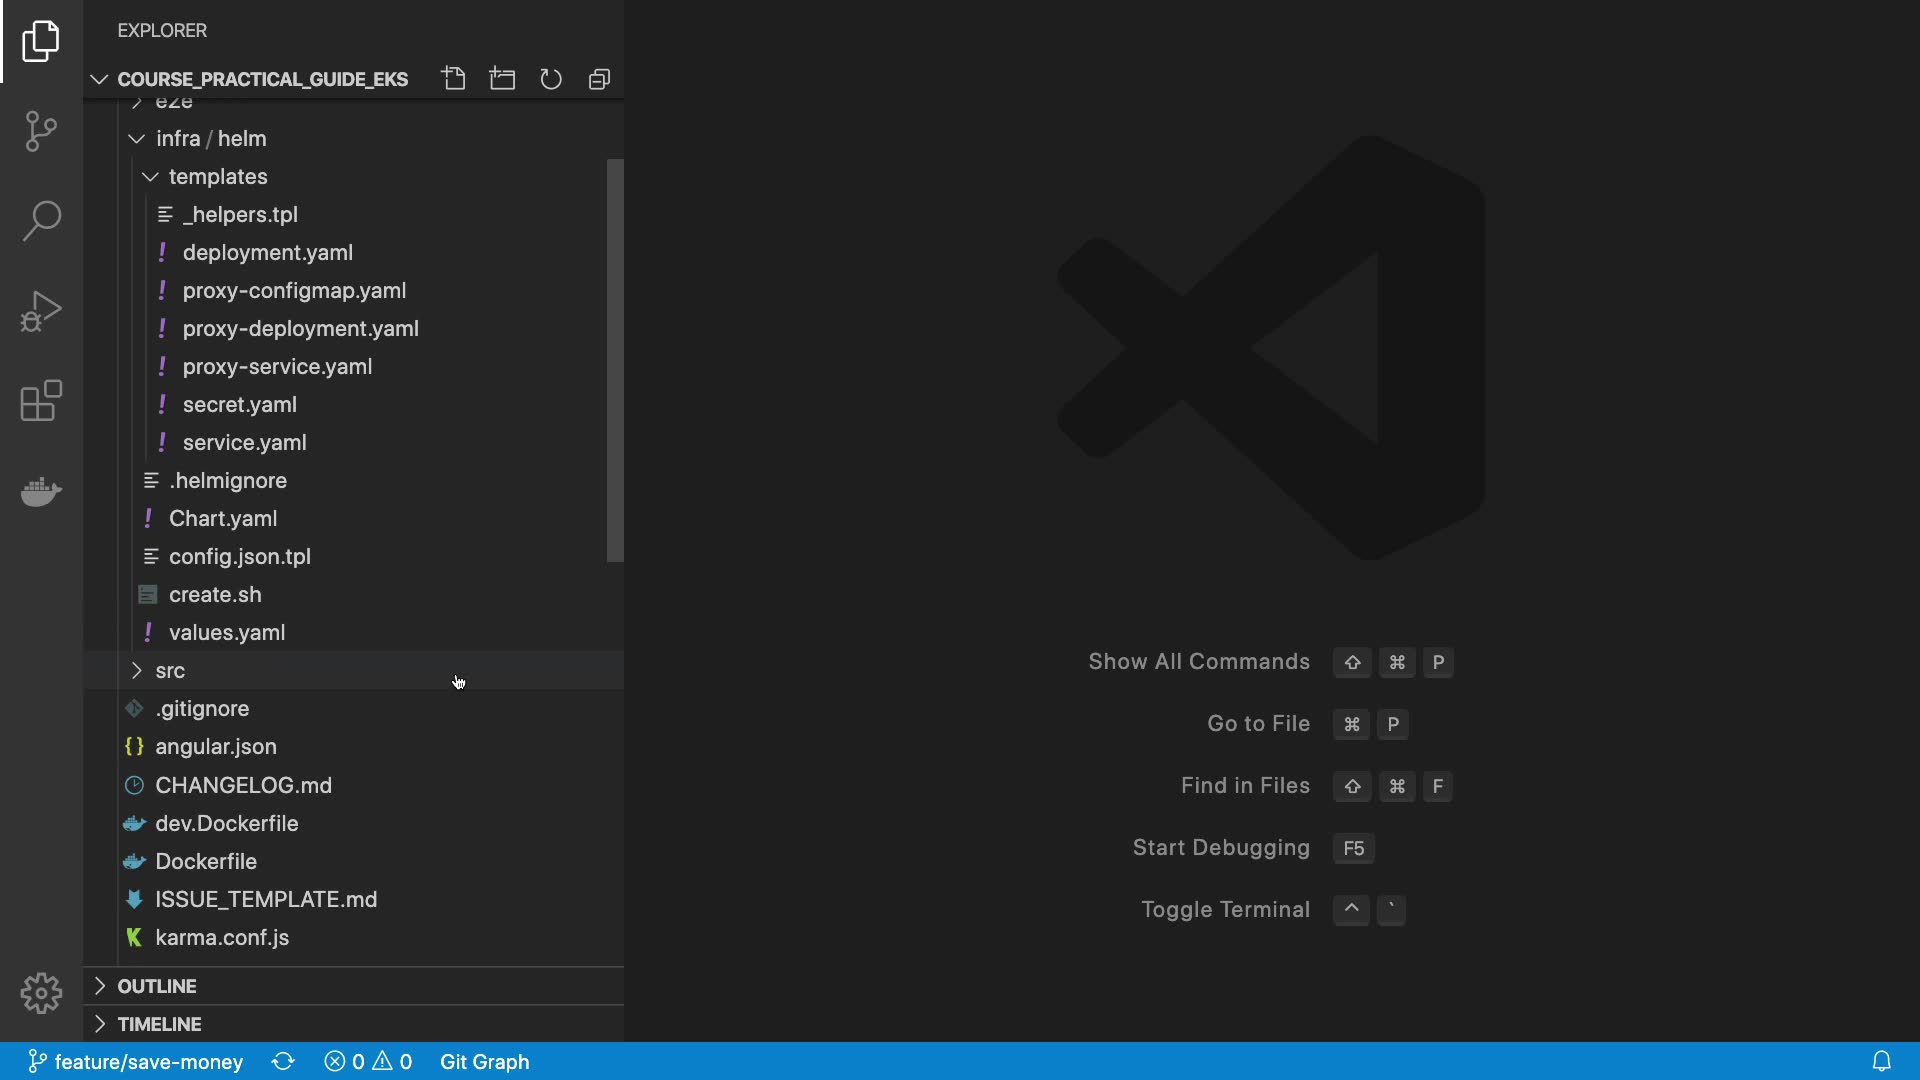 EXPLORER
COURSE_PRACTICAL_GUIDE_EKS
e2e
infra / helm
templates
_helpers.tpl
deployment.yaml
proxy-configmap.yaml
proxy-deployment.yaml
proxy-service.yaml
secret.yaml
service.yaml
.helmignore
Chart.yaml
config.json.tpl
create.sh
values.yaml
src
.gitignore
angular.json
CHANGELOG.md
dev.Dockerfile
Dockerfile
ISSUE_TEMPLATE.md
karma.conf.js
OUTLINE
TIMELINE
Show All Commands ⇧ ⌘ P
Go to File ⌘ P
Find in Files ⇧ ⌘ F
Start Debugging F5
Toggle Terminal ^ `
feature/save-money 0 0 Git Graph